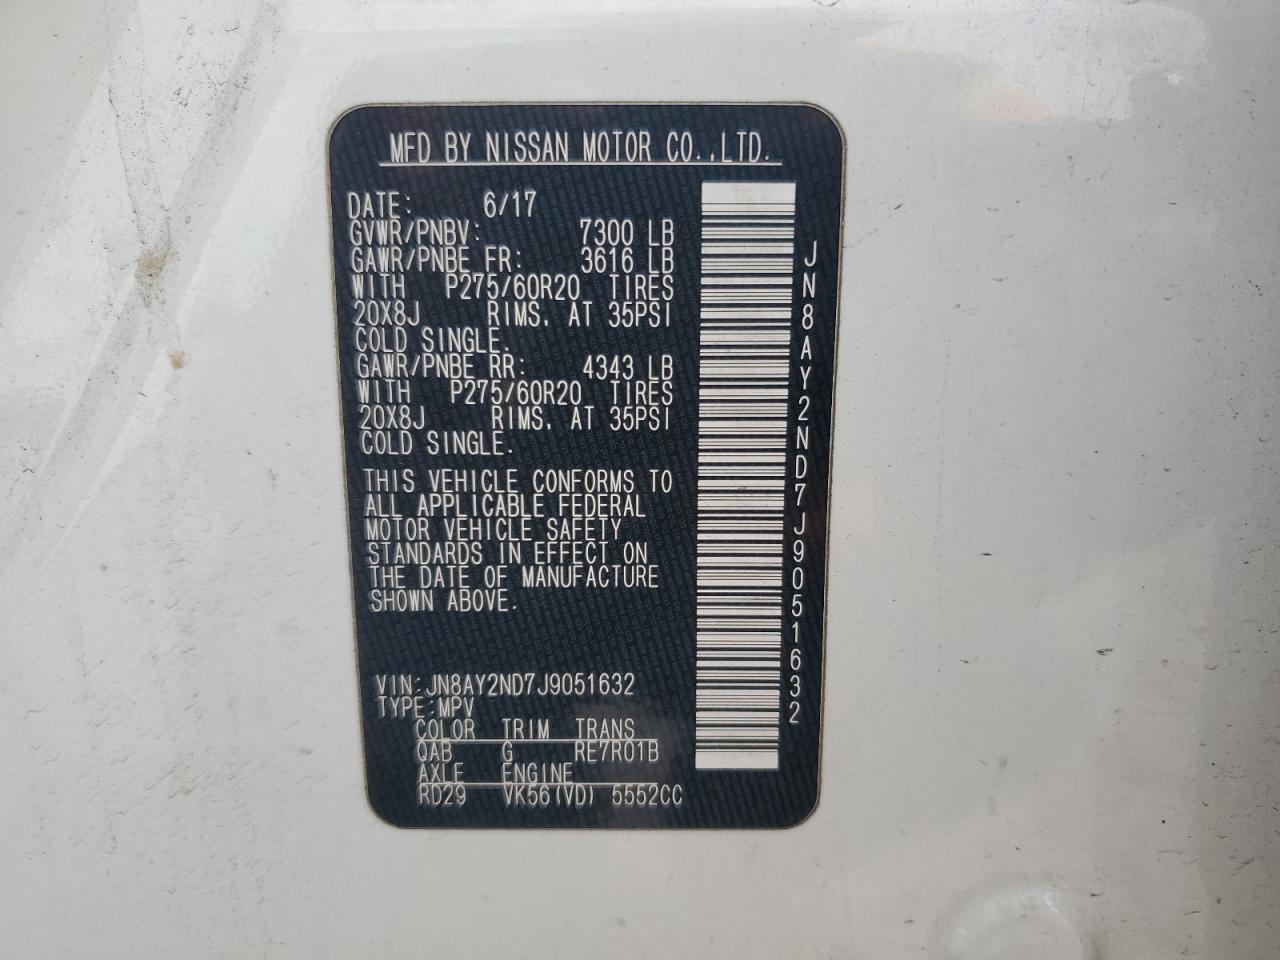 MFD BY NISSAN MOTOR CO.,LTD.
DATE: 6/17
GVWR/PNBV: 7300 LB
GAWR/PNBE FR: 3616 LB
WITH P275/60R20 TIRES
20X8J RIMS, AT 35PSI
COLD SINGLE.
GAWR/PNBE RR: 4343 LB
WITH P275/60R20 TIRES
20X8J RIMS, AT 35PSI
COLD SINGLE.
THIS VEHICLE CONFORMS TO
ALL APPLICABLE FEDERAL
MOTOR VEHICLE SAFETY
STANDARDS IN EFFECT ON
THE DATE OF MANUFACTURE
SHOWN ABOVE.
VIN:JN8AY2ND7J9051632
TYPE:MPV
COLOR TRIM TRANS
QAB G RE7R01B
AXLE ENGINE
RD29 VK56(VD) 5552CC
JN8AY2ND7J9051632